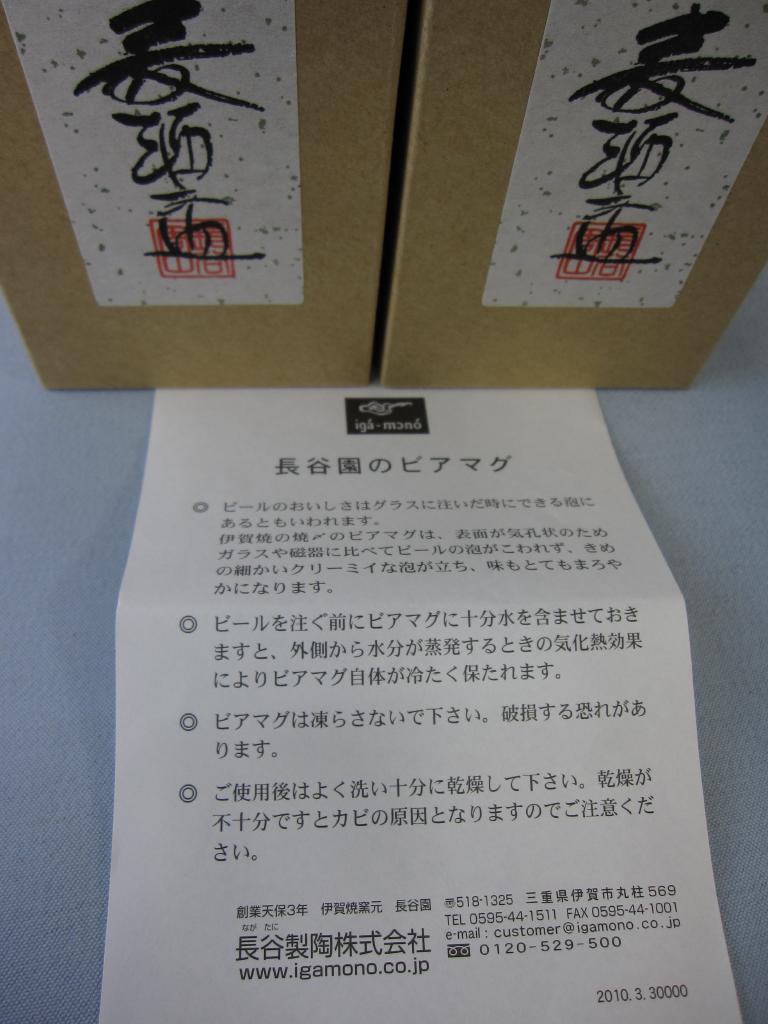 麦酒盃
麦酒盃
igá-monó
長谷園のビアマグ
◎ ビールのおいしさはグラスに注いだ時にできる泡に
あるともいわれます。
伊賀焼の焼〆のビアマグは、表面が気孔状のため
ガラスや磁器に比べてビールの泡がこわれず、きめ
の細かいクリーミイな泡が立ち、味もとてもまろや
かになります。
◎ ビールを注ぐ前にビアマグに十分水を含ませておき
ますと、外側から水分が蒸発するときの気化熱効果
によりビアマグ自体が冷たく保たれます。
◎ ビアマグは凍らさないで下さい。破損する恐れがあ
ります。
◎ ご使用後はよく洗い十分に乾燥して下さい。乾燥が
不十分ですとカビの原因となりますのでご注意くだ
さい。
創業天保3年 伊賀焼窯元 長谷園
なが たに
長谷製陶株式会社
www.igamono.co.jp
〒518-1325 三重県伊賀市丸柱569
TEL 0595-44-1511 FAX 0595-44-1001
e-mail : customer@igamono.co.jp
0120-529-500
2010.3.30000